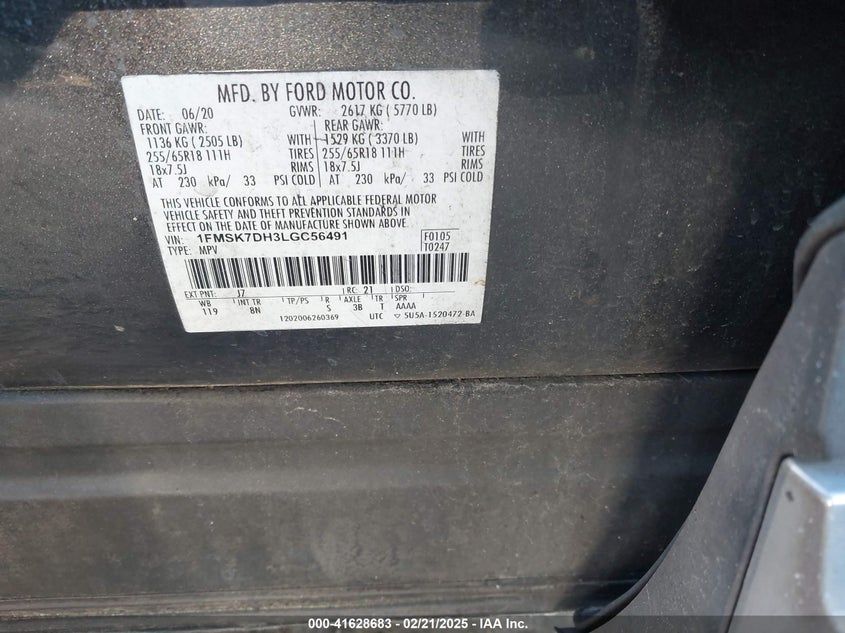 MFD. BY FORD MOTOR CO.
DATE: 06/20 GVWR: 2617 KG ( 5770 LB)
FRONT GAWR: REAR GAWR:
1136 KG ( 2505 LB) WITH 1529 KG ( 3370 LB) WITH
255/65R18 111H TIRES 255/65R18 111H TIRES
18x7.5J RIMS 18x7.5J RIMS
AT 230 kPa/ 33 PSI COLD AT 230 kPa/ 33 PSI COLD
THIS VEHICLE CONFORMS TO ALL APPLICABLE FEDERAL MOTOR
VEHICLE SAFETY AND THEFT PREVENTION STANDARDS IN
EFFECT ON THE DATE OF MANUFACTURE SHOWN ABOVE.
VIN: 1FMSK7DH3LGC56491 F0105
TYPE: MPV T0247
EXT PNT: J7 RC: 21 DSO:
WB INT TR TP/PS R AXLE TR SPR
119 8N S 3B T AAAA
1202006260369 UTC ▽ 5U5A-1520472-BA
000-41628683 - 02/21/2025 - IAA Inc.